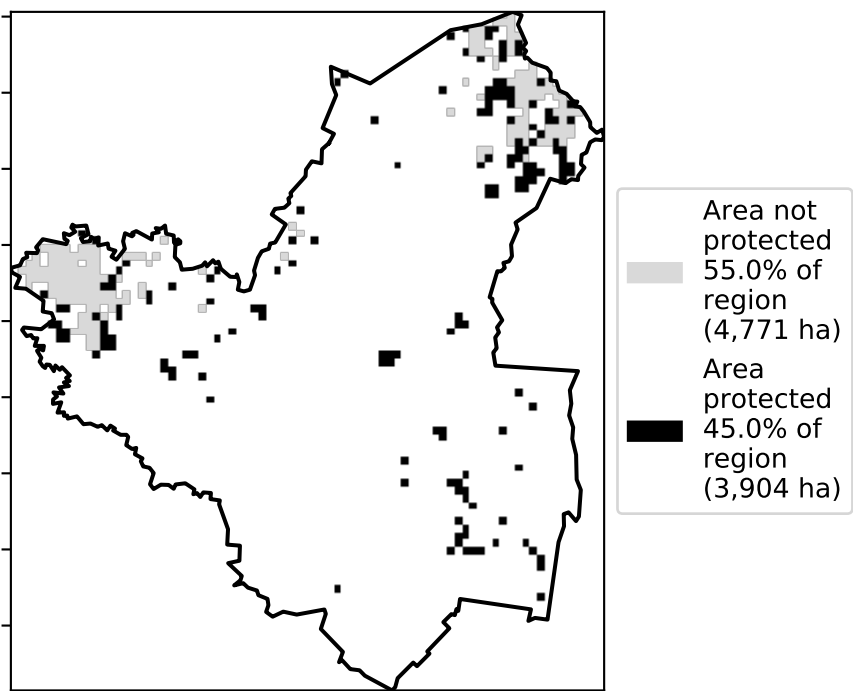 Area not
protected
55.0% of
region
(4,771 ha)
Area
protected
45.0% of
region
(3,904 ha)